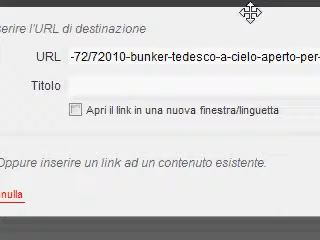 serire l'URL di destinazione
URL -72/72010-bunker-tedesco-a-cielo-aperto-per-
Titolo
Apri il link in una nuova finestra/linguetta
Oppure inserire un link ad un contenuto esistente.
nnulla